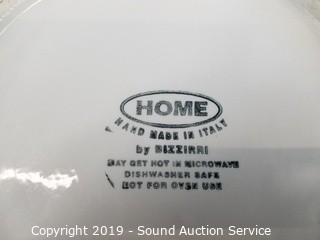 HOME
HAND MADE IN ITALY
by BIZZIRRI
MAY GET HOT IN MICROWAVE
DISHWASHER SAFE
NOT FOR OVEN USE
Copyright 2019 - Sound Auction Service